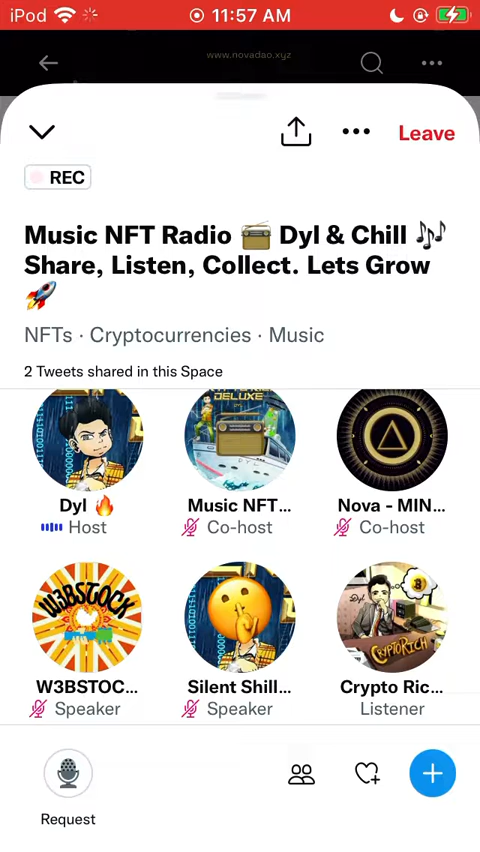 iPod 11:57 AM
www.novadao.xyz
Leave
REC
Music NFT Radio 📻 Dyl & Chill 🎶
Share, Listen, Collect. Lets Grow
🚀
NFTs · Cryptocurrencies · Music
2 Tweets shared in this Space
DELUXE
Dyl 🔥 Music NFT... Nova - MIN...
Host Co-host Co-host
W3BSTOCK
Dyl
CRYPTORICH
W3BSTOC... Silent Shill... Crypto Ric...
Speaker Speaker Listener
Request